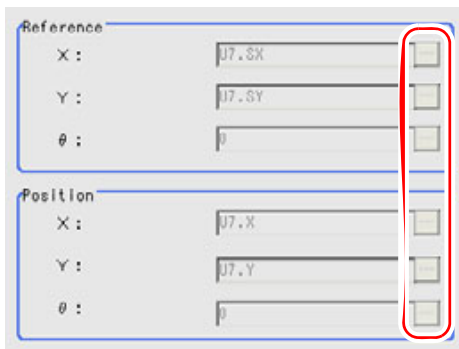 Reference
X : U7.SX ...
Y : U7.SY ...
θ : 0 ...
Position
X : U7.X ...
Y : U7.Y ...
θ : 0 ...